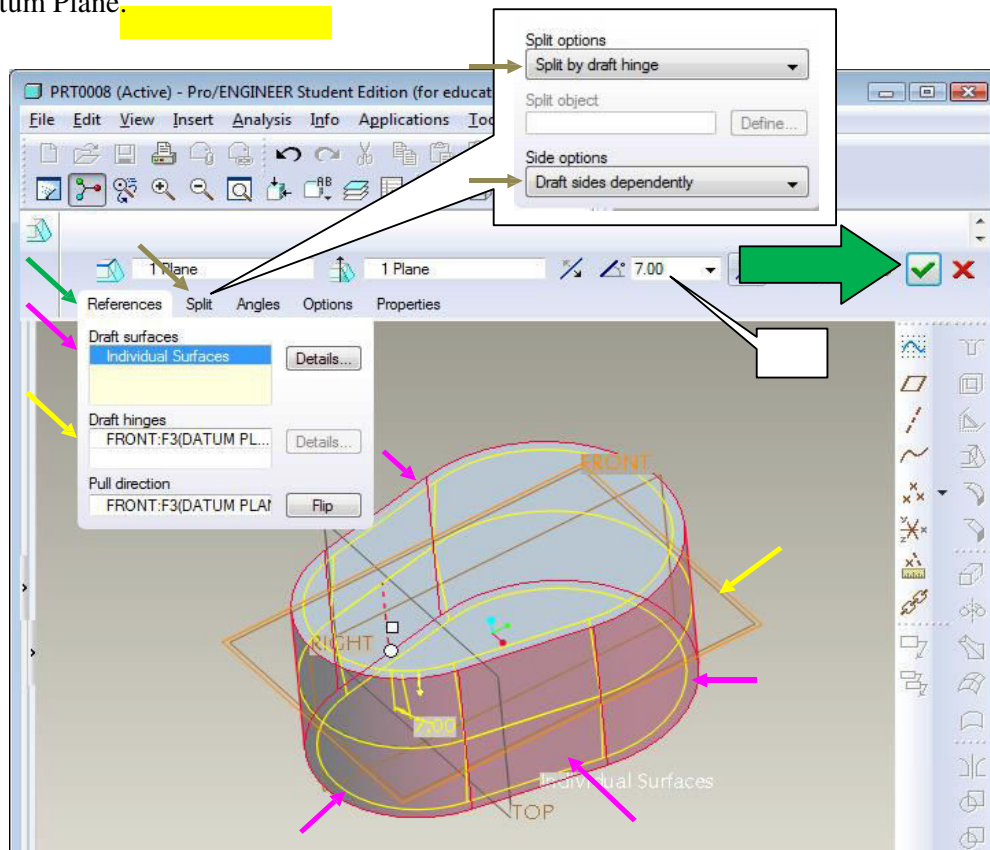 tum Plane.
Split options
Split by draft hinge
Split object
Define...
Side options
Draft sides dependently
PRT0008 (Active) - Pro/ENGINEER Student Edition (for educat
File Edit View Insert Analysis Info Applications Too
1 Plane 1 Plane 7.00
References Split Angles Options Properties
Draft surfaces
Individual Surfaces Details...
Draft hinges
FRONT:F3(DATUM PL... Details...
Pull direction
FRONT:F3(DATUM PLAN Flip
FRONT
RIGHT
7.00
Individual Surfaces
TOP